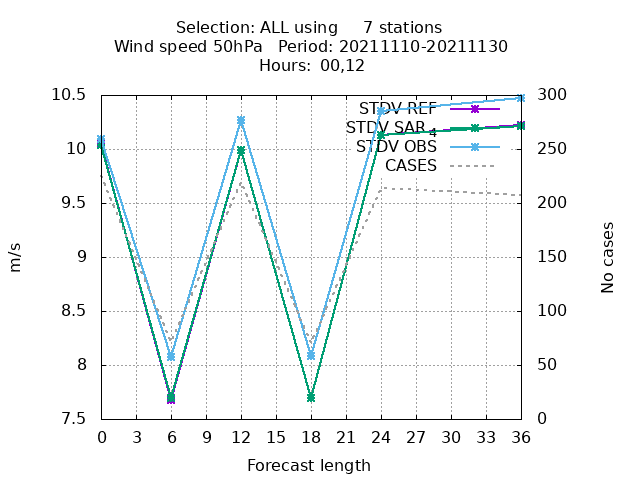 Selection: ALL using 7 stations
Wind speed 50hPa Period: 20211110-20211130
Hours: 00,12
10.5
10
9.5
9
8.5
8
7.5
300
250
200
150
100
50
0
STDV REF
STDV SAR 4
STDV OBS
CASES
m/s
No cases
0 3 6 9 12 15 18 21 24 27 30 33 36
Forecast length